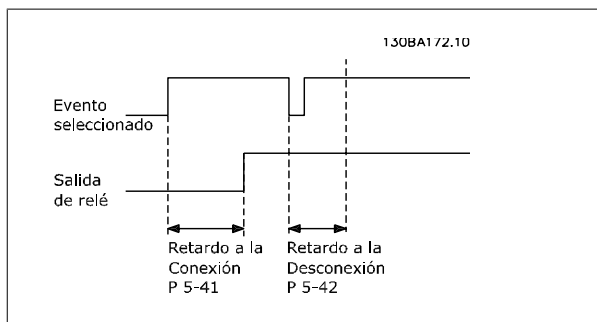 130BA172.10
Evento
seleccionado
Salida
de relé
Retardo a la
Conexión
P 5-41
Retardo a la
Desconexión
P 5-42